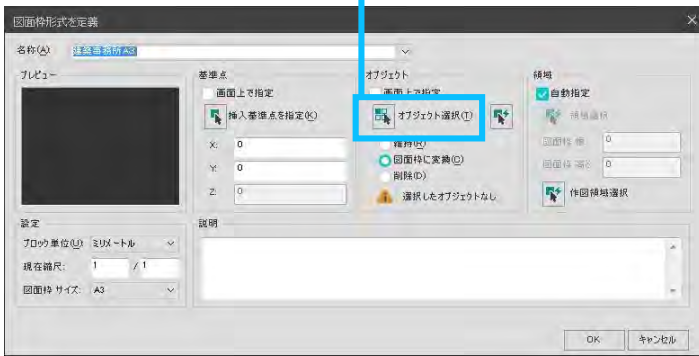 図面枠形式を定義
名称(A): 建築事務所A3
プレビュー
基準点
画面上で指定
挿入基準点を指定(K)
X: 0
Y: 0
Z: 0
オブジェクト
画面上で指定
オブジェクト選択(T)
維持(R)
図面枠に変換(C)
削除(D)
選択したオブジェクトなし
領域
自動指定
領域選択
図面枠 幅: 0
図面枠 高さ: 0
作図領域選択
設定
ブロック単位(U): ミリメートル
現在縮尺: 1 / 1
図面枠 サイズ: A3
説明
OK
キャンセル